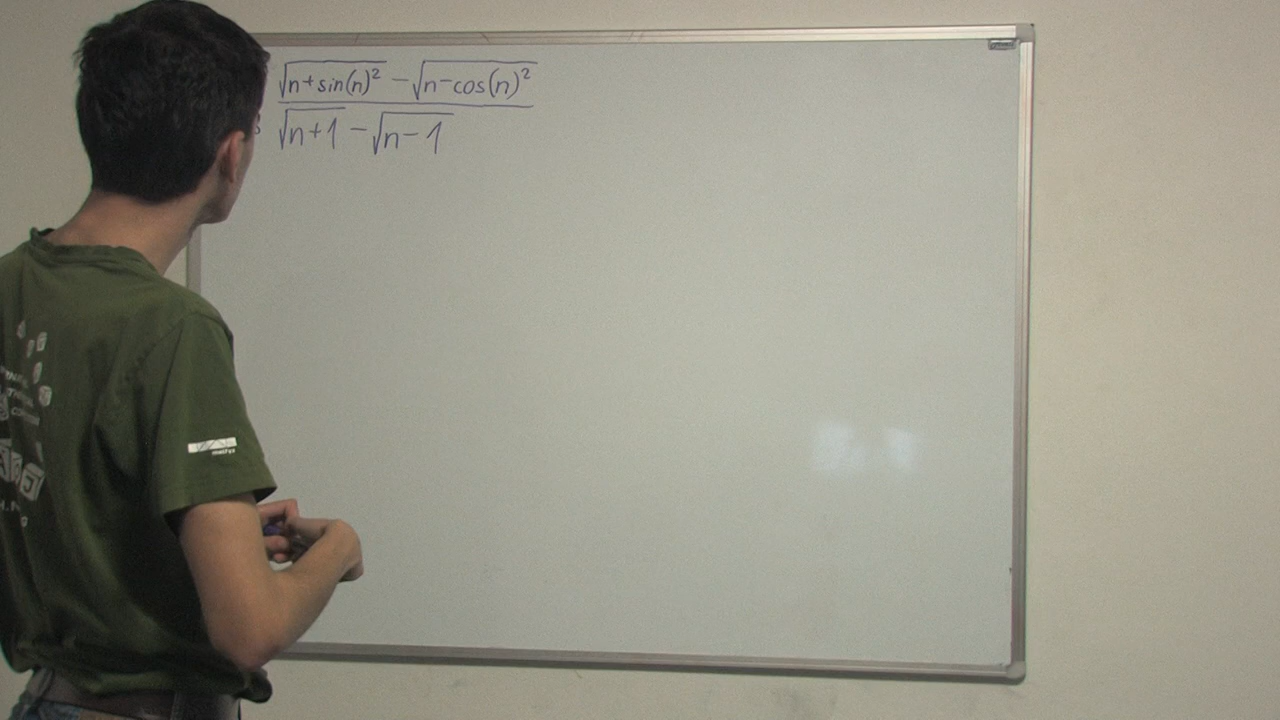 √n+sin(n)² − √n−cos(n)²
√n+1 − √n−1